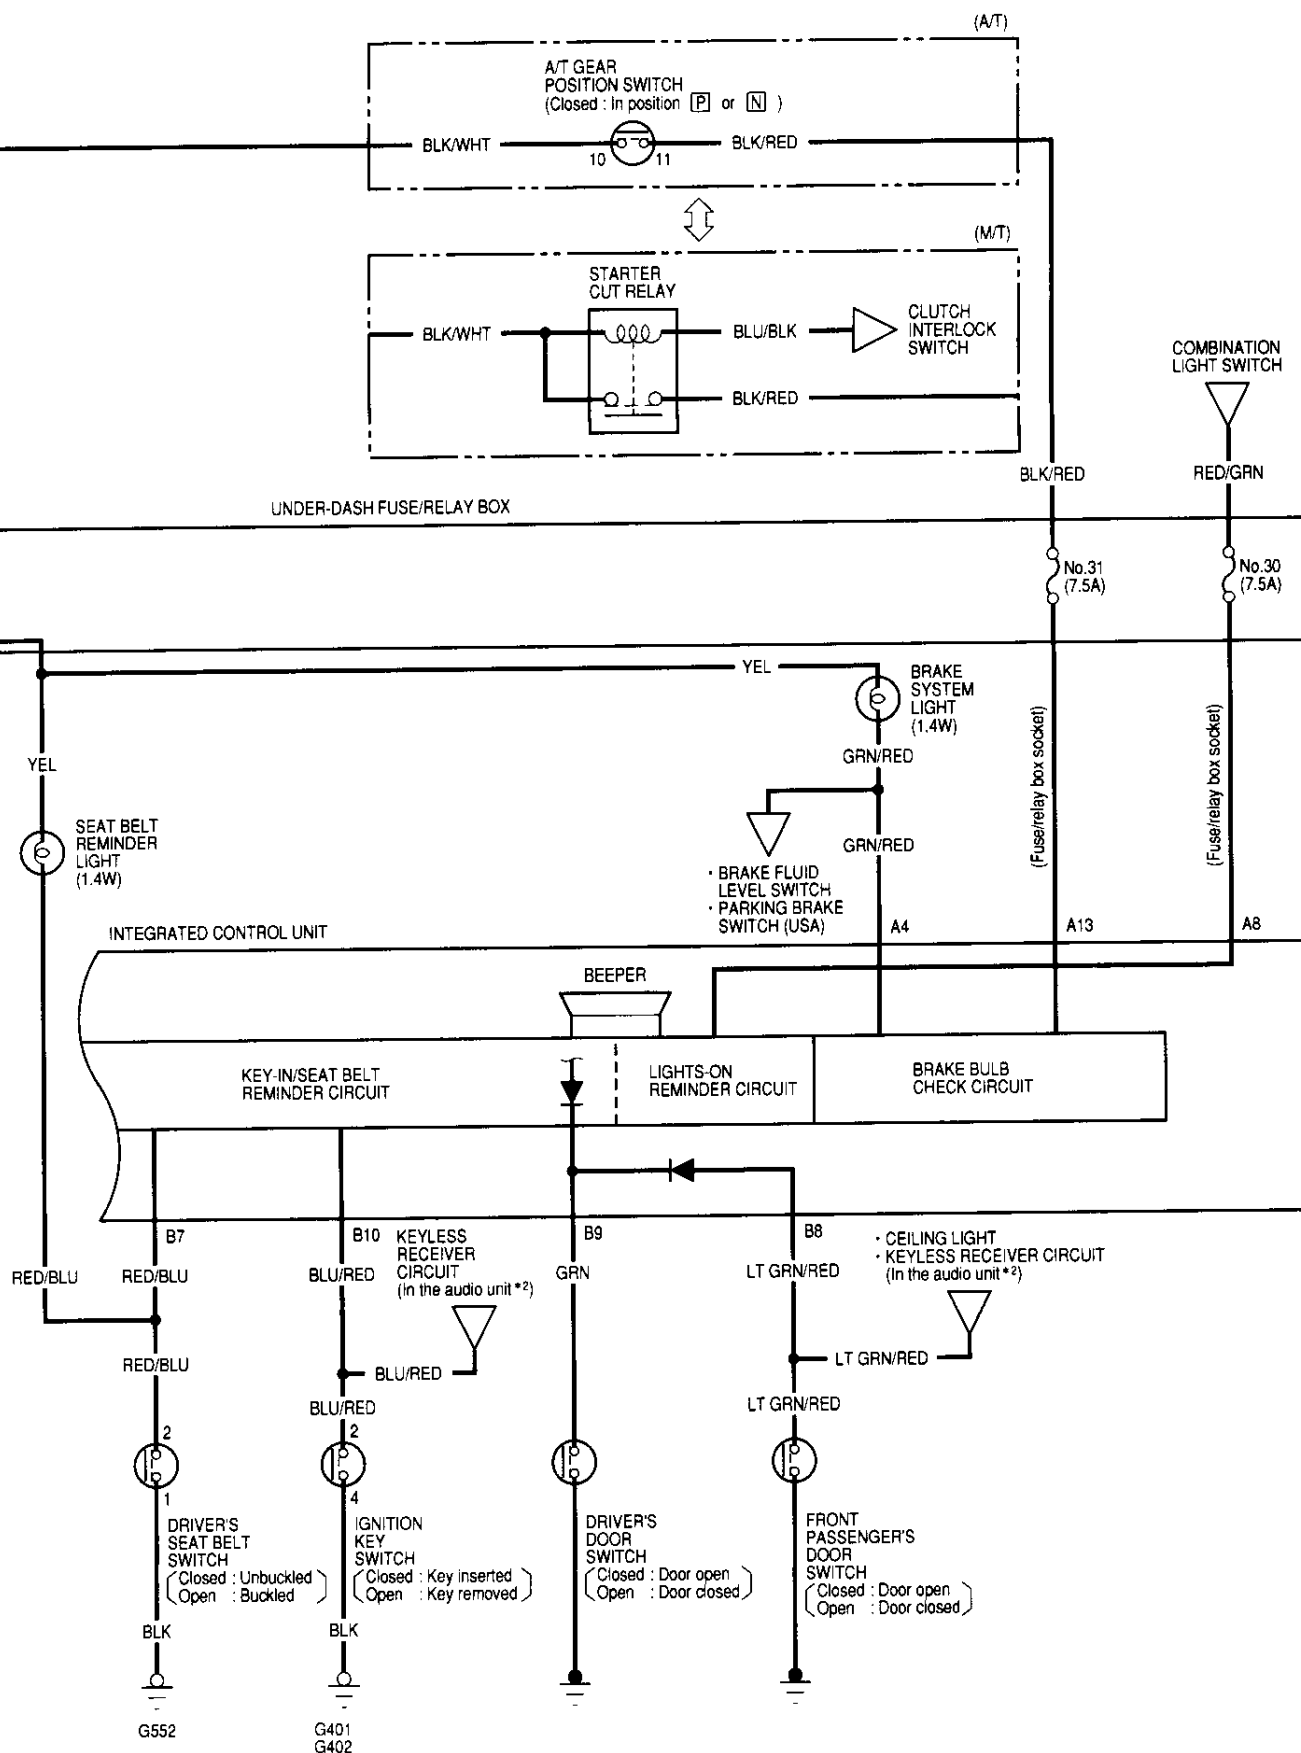 (A/T)
A/T GEAR
POSITION SWITCH
(Closed : In position P or N )
BLK/WHT
BLK/RED
10
11
(M/T)
STARTER
CUT RELAY
BLK/WHT
BLU/BLK
CLUTCH
INTERLOCK
SWITCH
BLK/RED
COMBINATION
LIGHT SWITCH
BLK/RED
RED/GRN
UNDER-DASH FUSE/RELAY BOX
No.31
(7.5A)
No.30
(7.5A)
YEL
BRAKE
SYSTEM
LIGHT
(1.4W)
(Fuse/relay box socket)
(Fuse/relay box socket)
YEL
GRN/RED
SEAT BELT
REMINDER
LIGHT
(1.4W)
GRN/RED
· BRAKE FLUID
LEVEL SWITCH
· PARKING BRAKE
SWITCH (USA)
A4
A13
A8
INTEGRATED CONTROL UNIT
BEEPER
KEY-IN/SEAT BELT
REMINDER CIRCUIT
LIGHTS-ON
REMINDER CIRCUIT
BRAKE BULB
CHECK CIRCUIT
B7
B10
KEYLESS
RECEIVER
CIRCUIT
(In the audio unit*2)
B9
B8
· CEILING LIGHT
· KEYLESS RECEIVER CIRCUIT
(In the audio unit*2)
RED/BLU
RED/BLU
BLU/RED
GRN
LT GRN/RED
RED/BLU
BLU/RED
LT GRN/RED
BLU/RED
LT GRN/RED
2
2
1
4
DRIVER'S
SEAT BELT
SWITCH
(Closed : Unbuckled)
(Open : Buckled)
IGNITION
KEY
SWITCH
(Closed : Key inserted)
(Open : Key removed)
DRIVER'S
DOOR
SWITCH
(Closed : Door open)
(Open : Door closed)
FRONT
PASSENGER'S
DOOR
SWITCH
(Closed : Door open)
(Open : Door closed)
BLK
BLK
G552
G401
G402